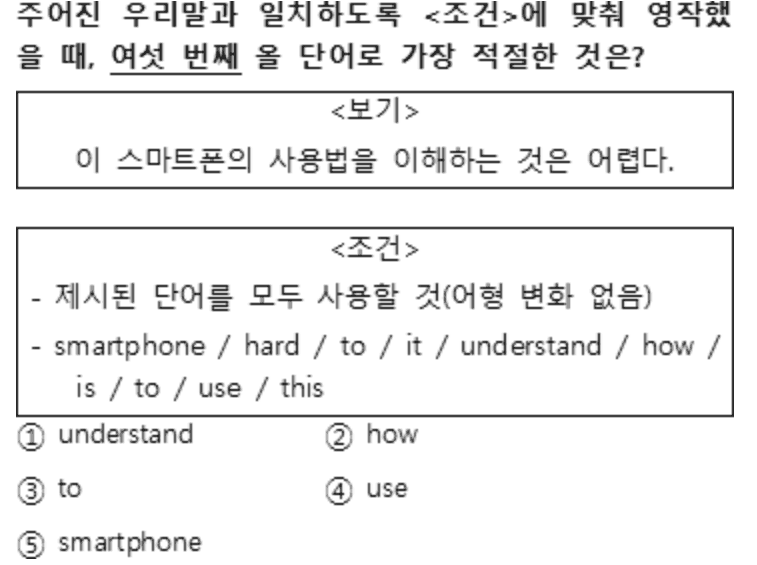 주어진 우리말과 일치하도록 <조건>에 맞춰 영작했
을 때, 여섯 번째 올 단어로 가장 적절한 것은?
<보기>
이 스마트폰의 사용법을 이해하는 것은 어렵다.
<조건>
- 제시된 단어를 모두 사용할 것(어형 변화 없음)
- smartphone / hard / to / it / understand / how /
is / to / use / this
① understand ② how
③ to ④ use
⑤ smartphone